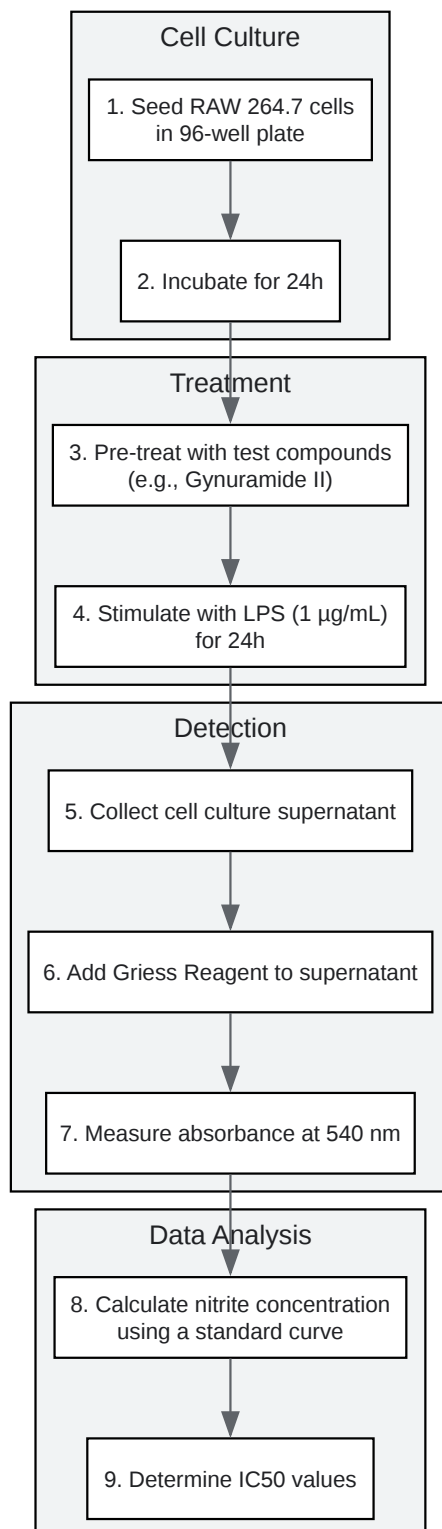 Cell Culture
1. Seed RAW 264.7 cells
in 96-well plate
2. Incubate for 24h
Treatment
3. Pre-treat with test compounds
(e.g., Gynuramide II)
4. Stimulate with LPS (1 µg/mL)
for 24h
Detection
5. Collect cell culture supernatant
6. Add Griess Reagent to supernatant
7. Measure absorbance at 540 nm
Data Analysis
8. Calculate nitrite concentration
using a standard curve
9. Determine IC50 values